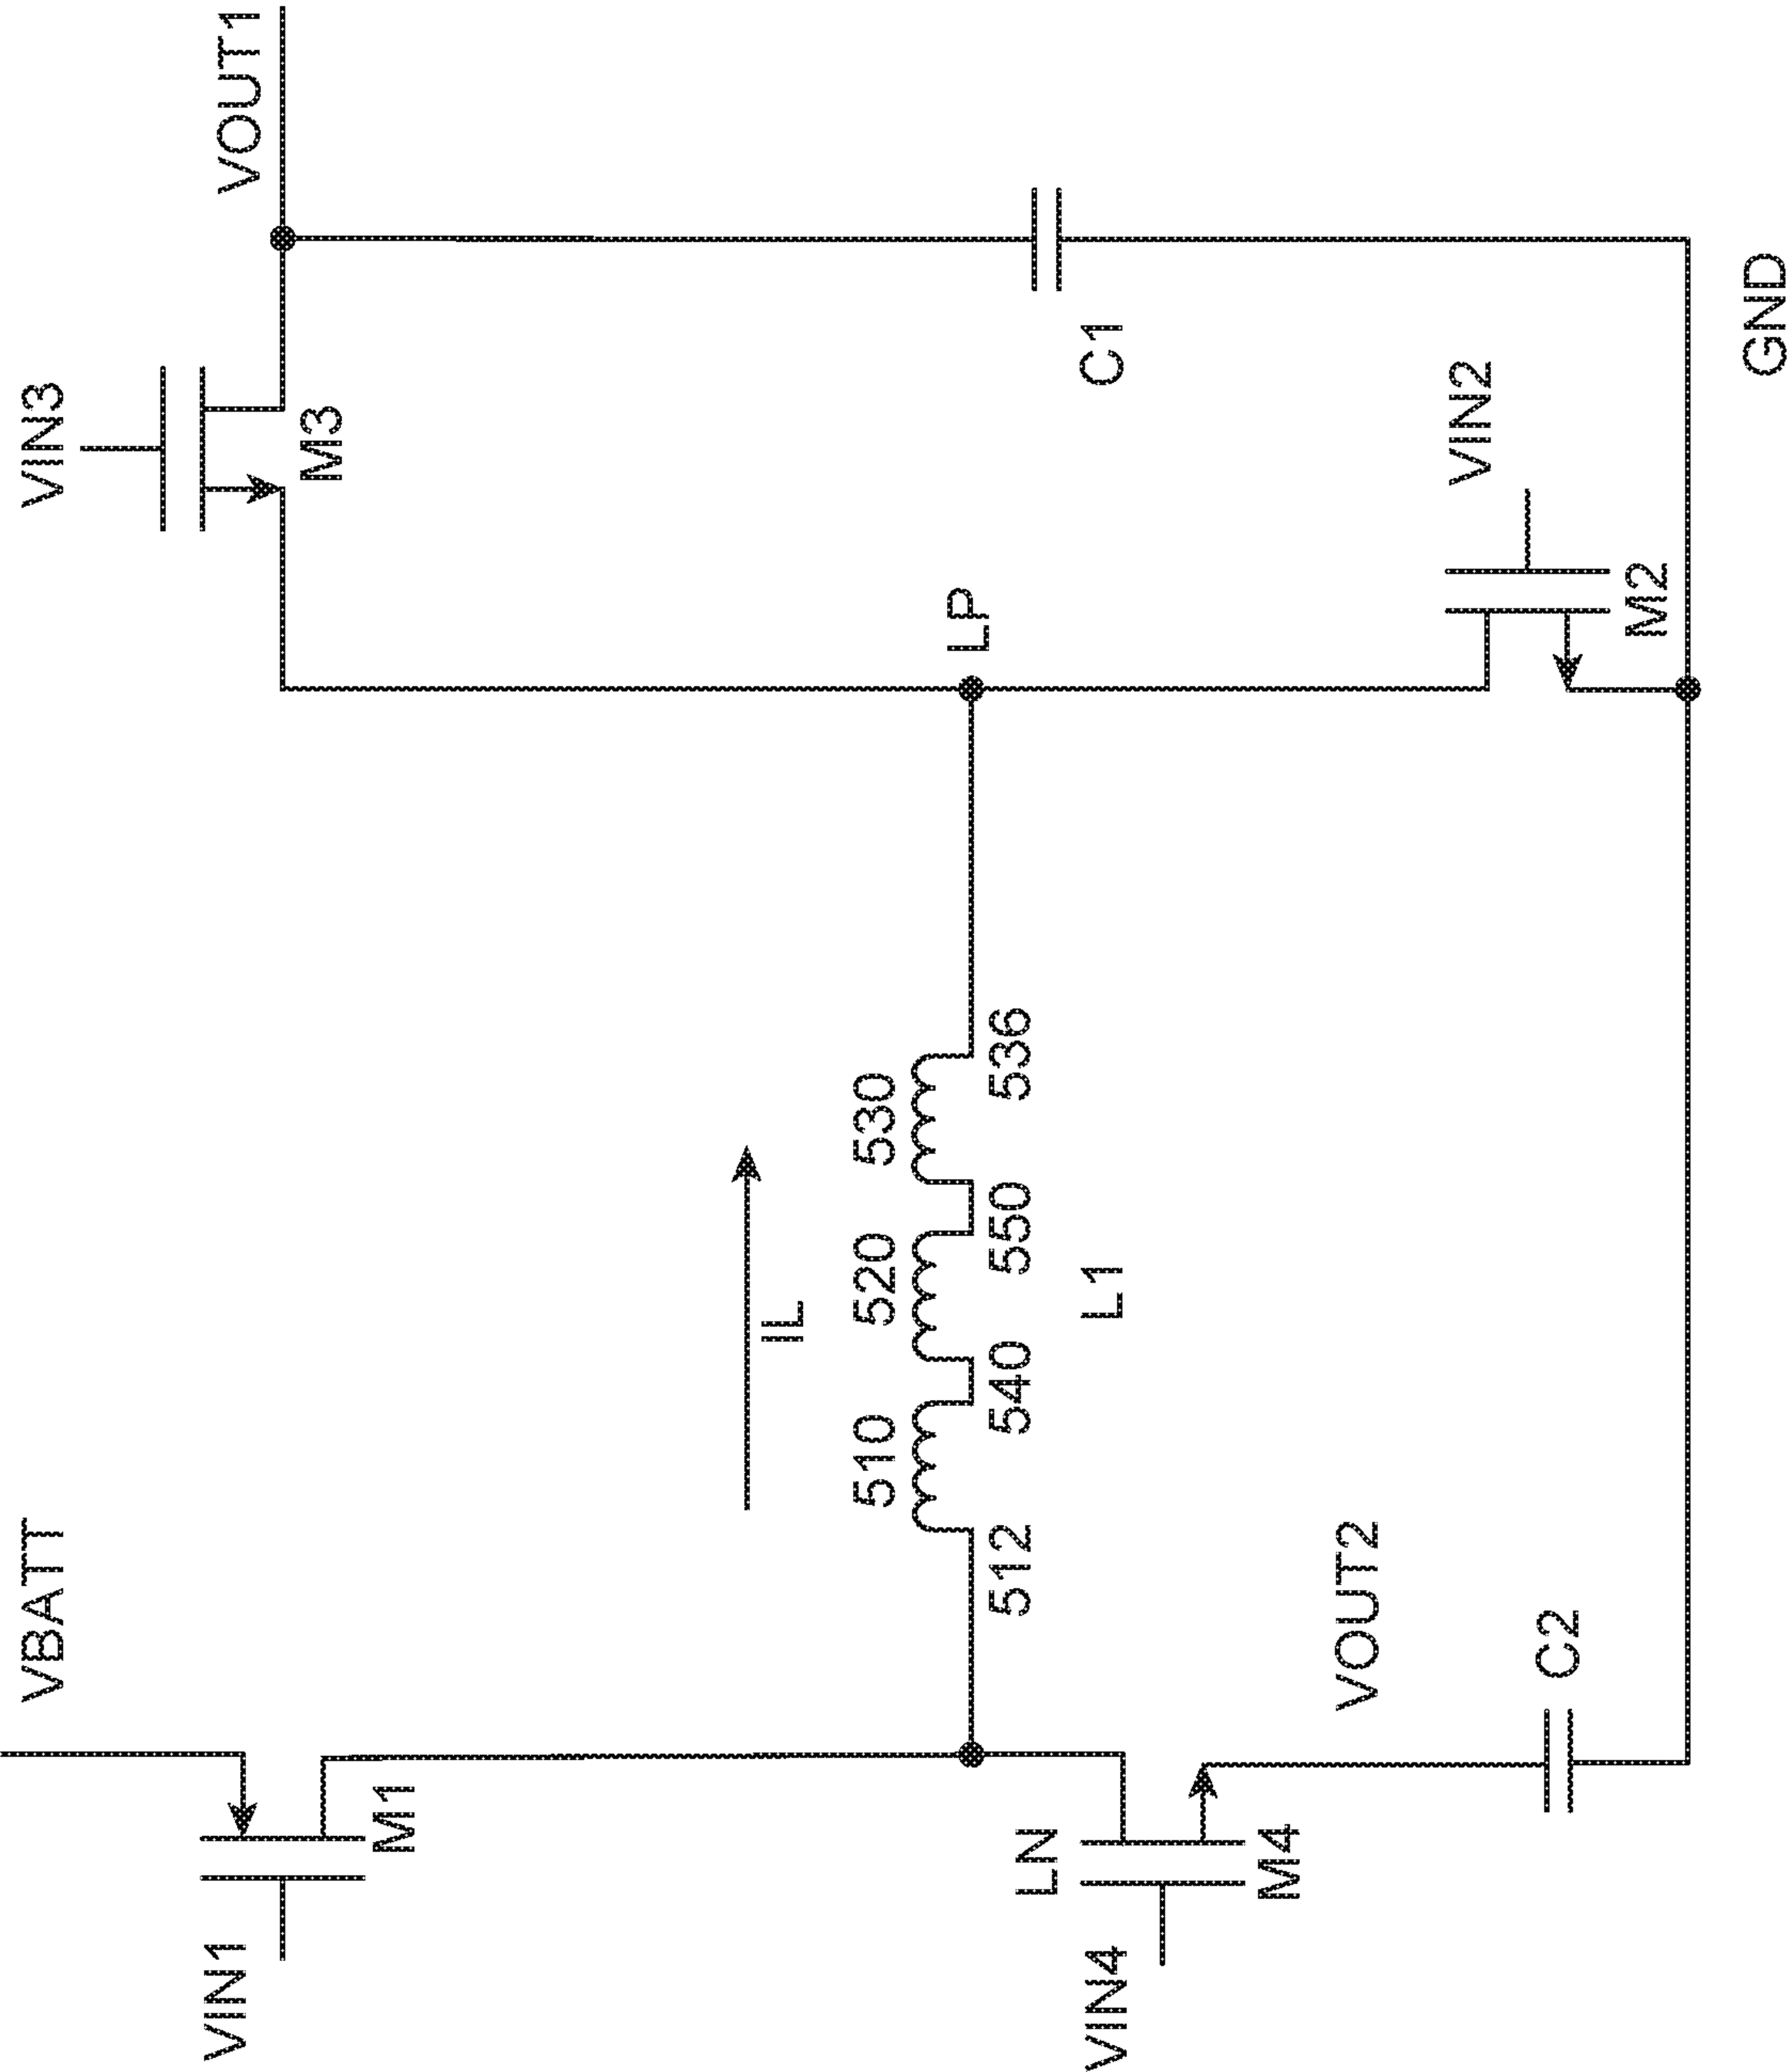 VBATT
VIN3
VIN1
VOUT1
M3
M1
IL
510
520
530
LP
512
540
550
536
LN
VIN4
L1
C1
M4
VOUT2
VIN2
C2
M2
GND